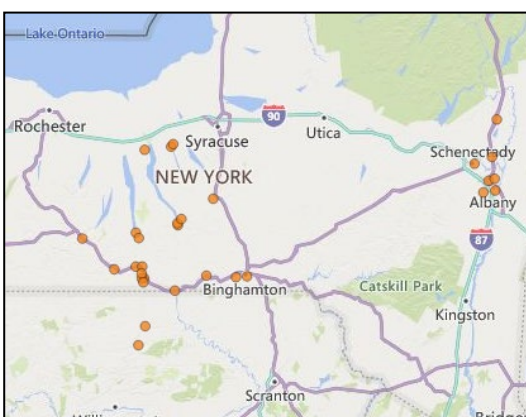 Lake Ontario
Rochester
90
Syracuse
Utica
Schenectady
NEW YORK
Albany
87
Binghamton
Catskill Park
Kingston
Scranton